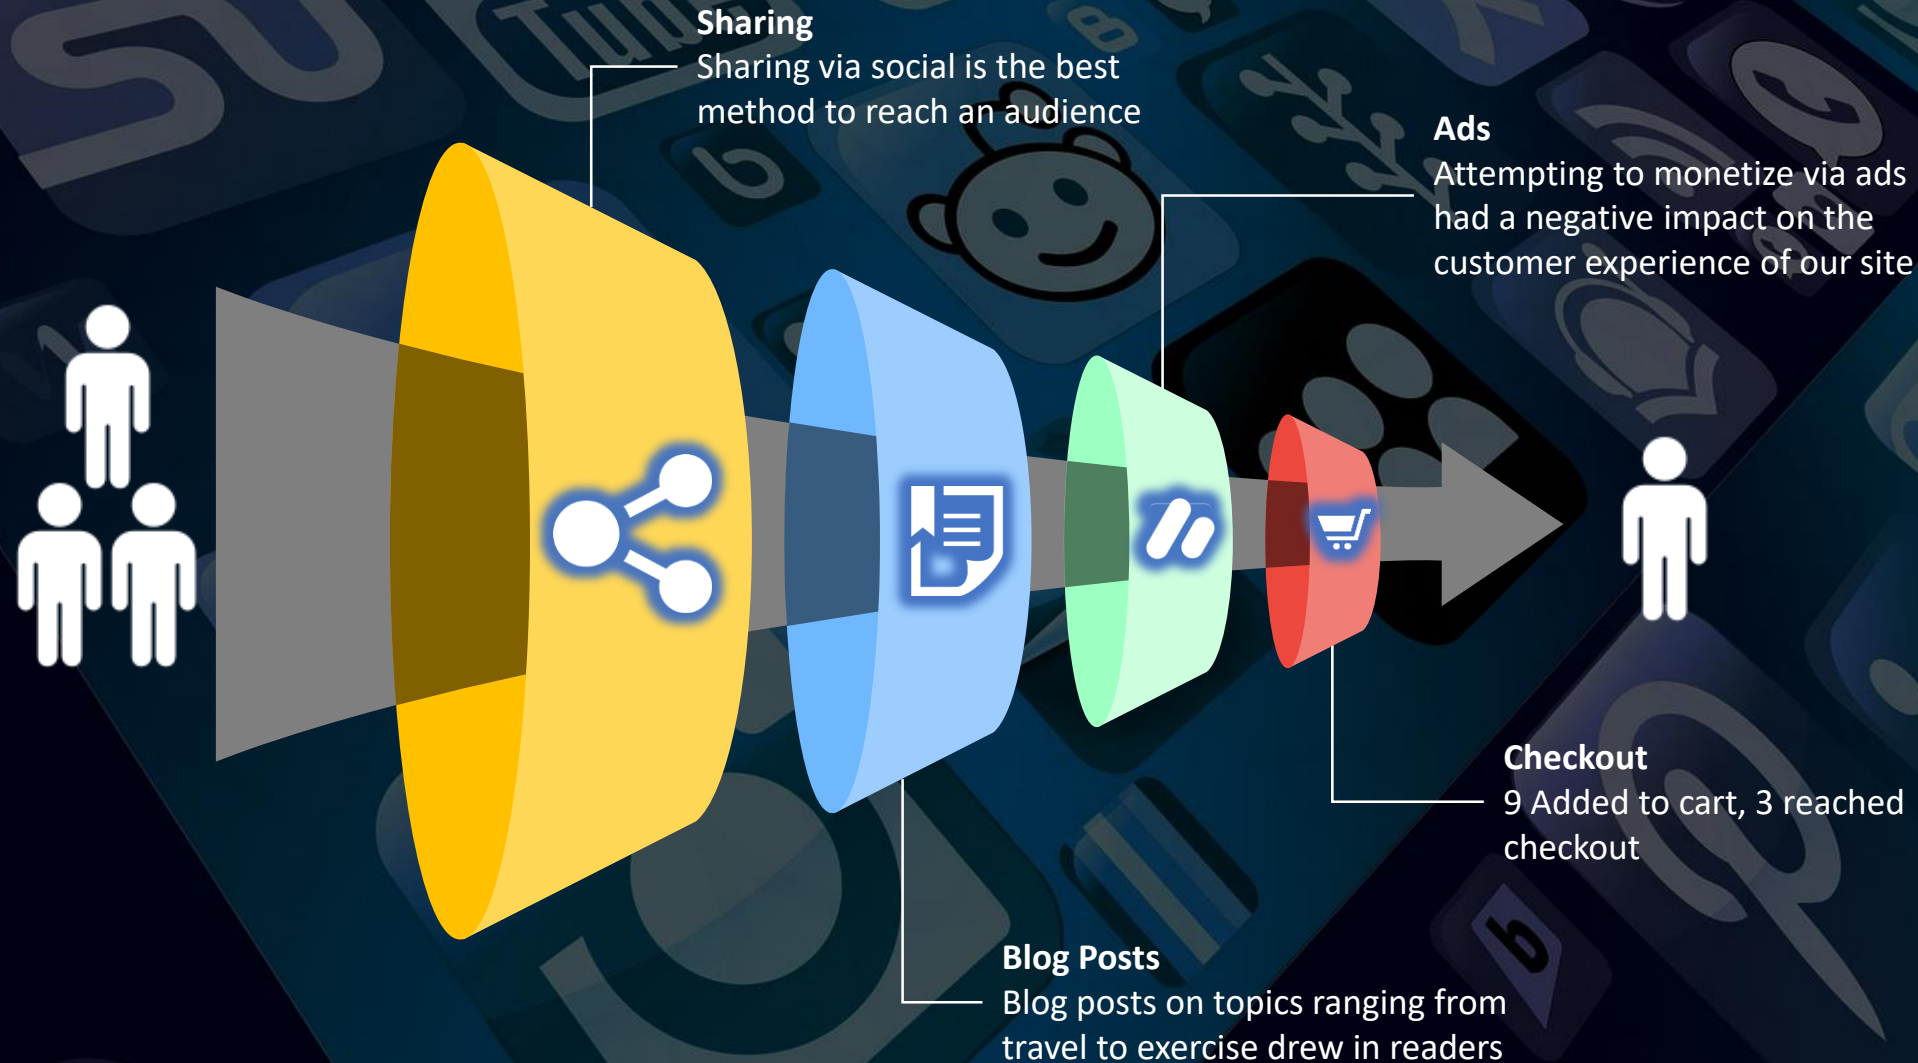 Sharing
Sharing via social is the best
method to reach an audience
Ads
Attempting to monetize via ads
had a negative impact on the
customer experience of our site
Checkout
9 Added to cart, 3 reached
checkout
Blog Posts
Blog posts on topics ranging from
travel to exercise drew in readers